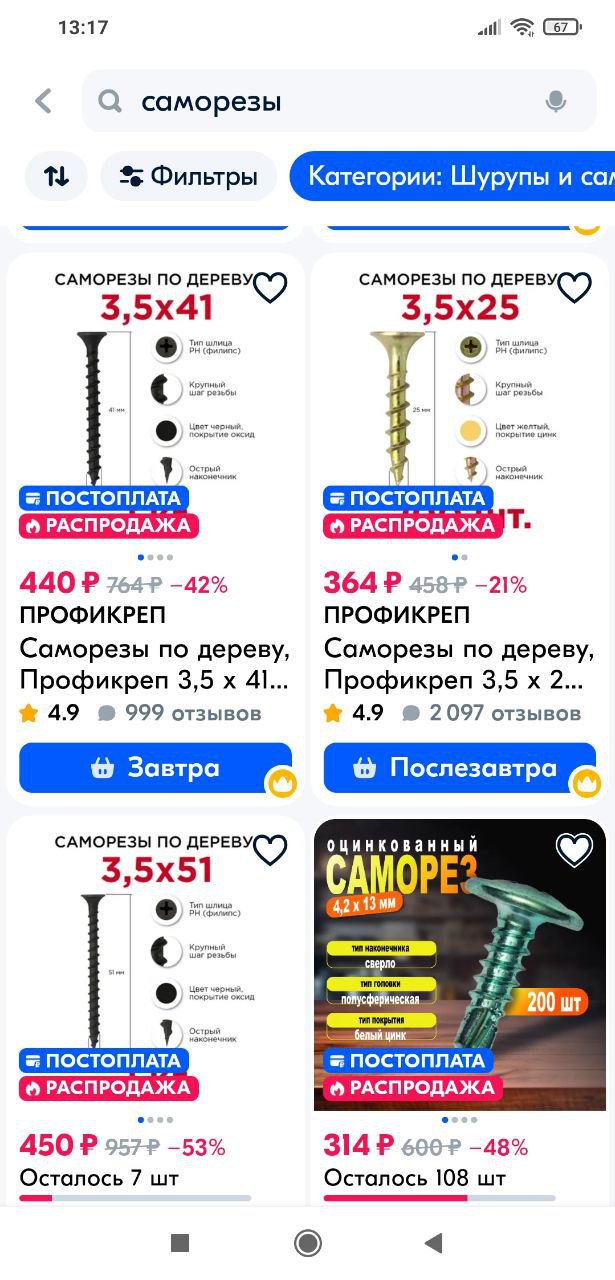 13:17
67
саморезы
Фильтры
Категории: Шурупы и сам
САМОРЕЗЫ ПО ДЕРЕВУ
3,5х41
Тип шлица
PH (филипс)
Крупный
шаг резьбы
41 мм
Цвет черный,
покрытие оксид
Острый
наконечник
ПОСТОПЛАТА
РАСПРОДАЖА
440 ₽ 764 ₽ –42%
ПРОФИКРЕП
Саморезы по дереву,
Профикреп 3,5 х 41...
4.9 999 отзывов
Завтра
САМОРЕЗЫ ПО ДЕРЕВУ
3,5х25
Тип шлица
PH (филипс)
Крупный
шаг резьбы
25 мм
Цвет желтый,
покрытие цинк
Острый
наконечник
шт.
ПОСТОПЛАТА
РАСПРОДАЖА
364 ₽ 458 ₽ –21%
ПРОФИКРЕП
Саморезы по дереву,
Профикреп 3,5 х 2...
4.9 2 097 отзывов
Послезавтра
САМОРЕЗЫ ПО ДЕРЕВУ
3,5х51
Тип шлица
PH (филипс)
Крупный
шаг резьбы
51 мм
Цвет черный,
покрытие оксид
Острый
наконечник
ПОСТОПЛАТА
РАСПРОДАЖА
450 ₽ 957 ₽ –53%
Осталось 7 шт
оцинкованный
САМОРЕЗ
4,2 х 13 мм
тип наконечника
сверло
тип головки
полусферическая
тип покрытия
белый цинк
200 шт
ПОСТОПЛАТА
РАСПРОДАЖА
314 ₽ 600 ₽ –48%
Осталось 108 шт